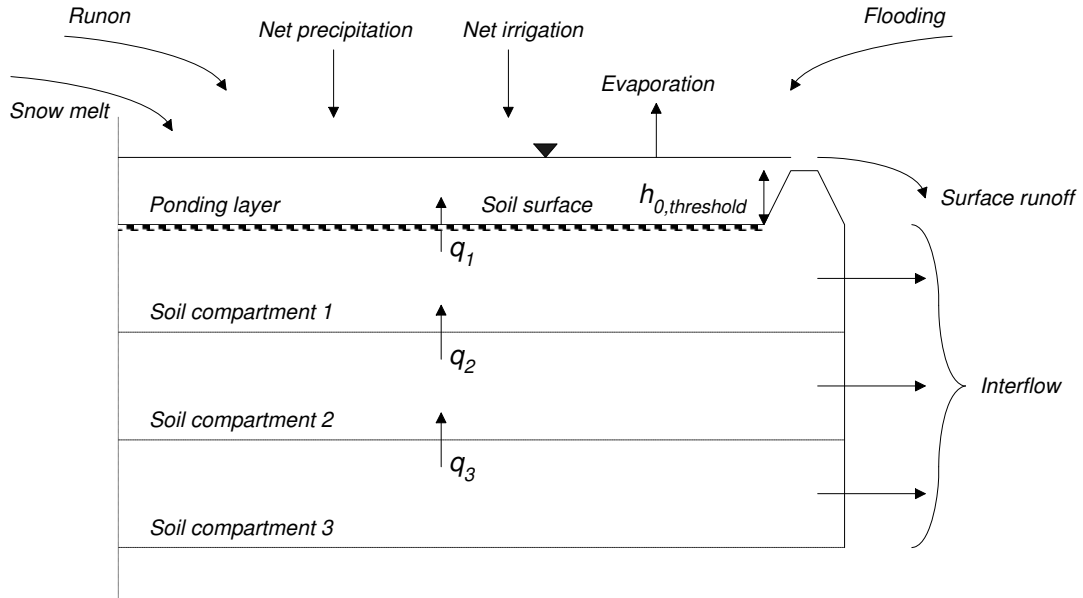 Runon
Net precipitation
Net irrigation
Flooding
Snow melt
Evaporation
Ponding layer
Soil surface
h0,threshold
Surface runoff
q1
Soil compartment 1
q2
Interflow
Soil compartment 2
q3
Soil compartment 3